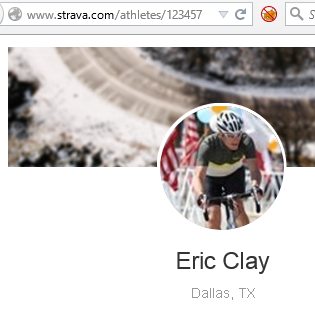 www.strava.com/athletes/123457
S
Eric Clay
Dallas, TX